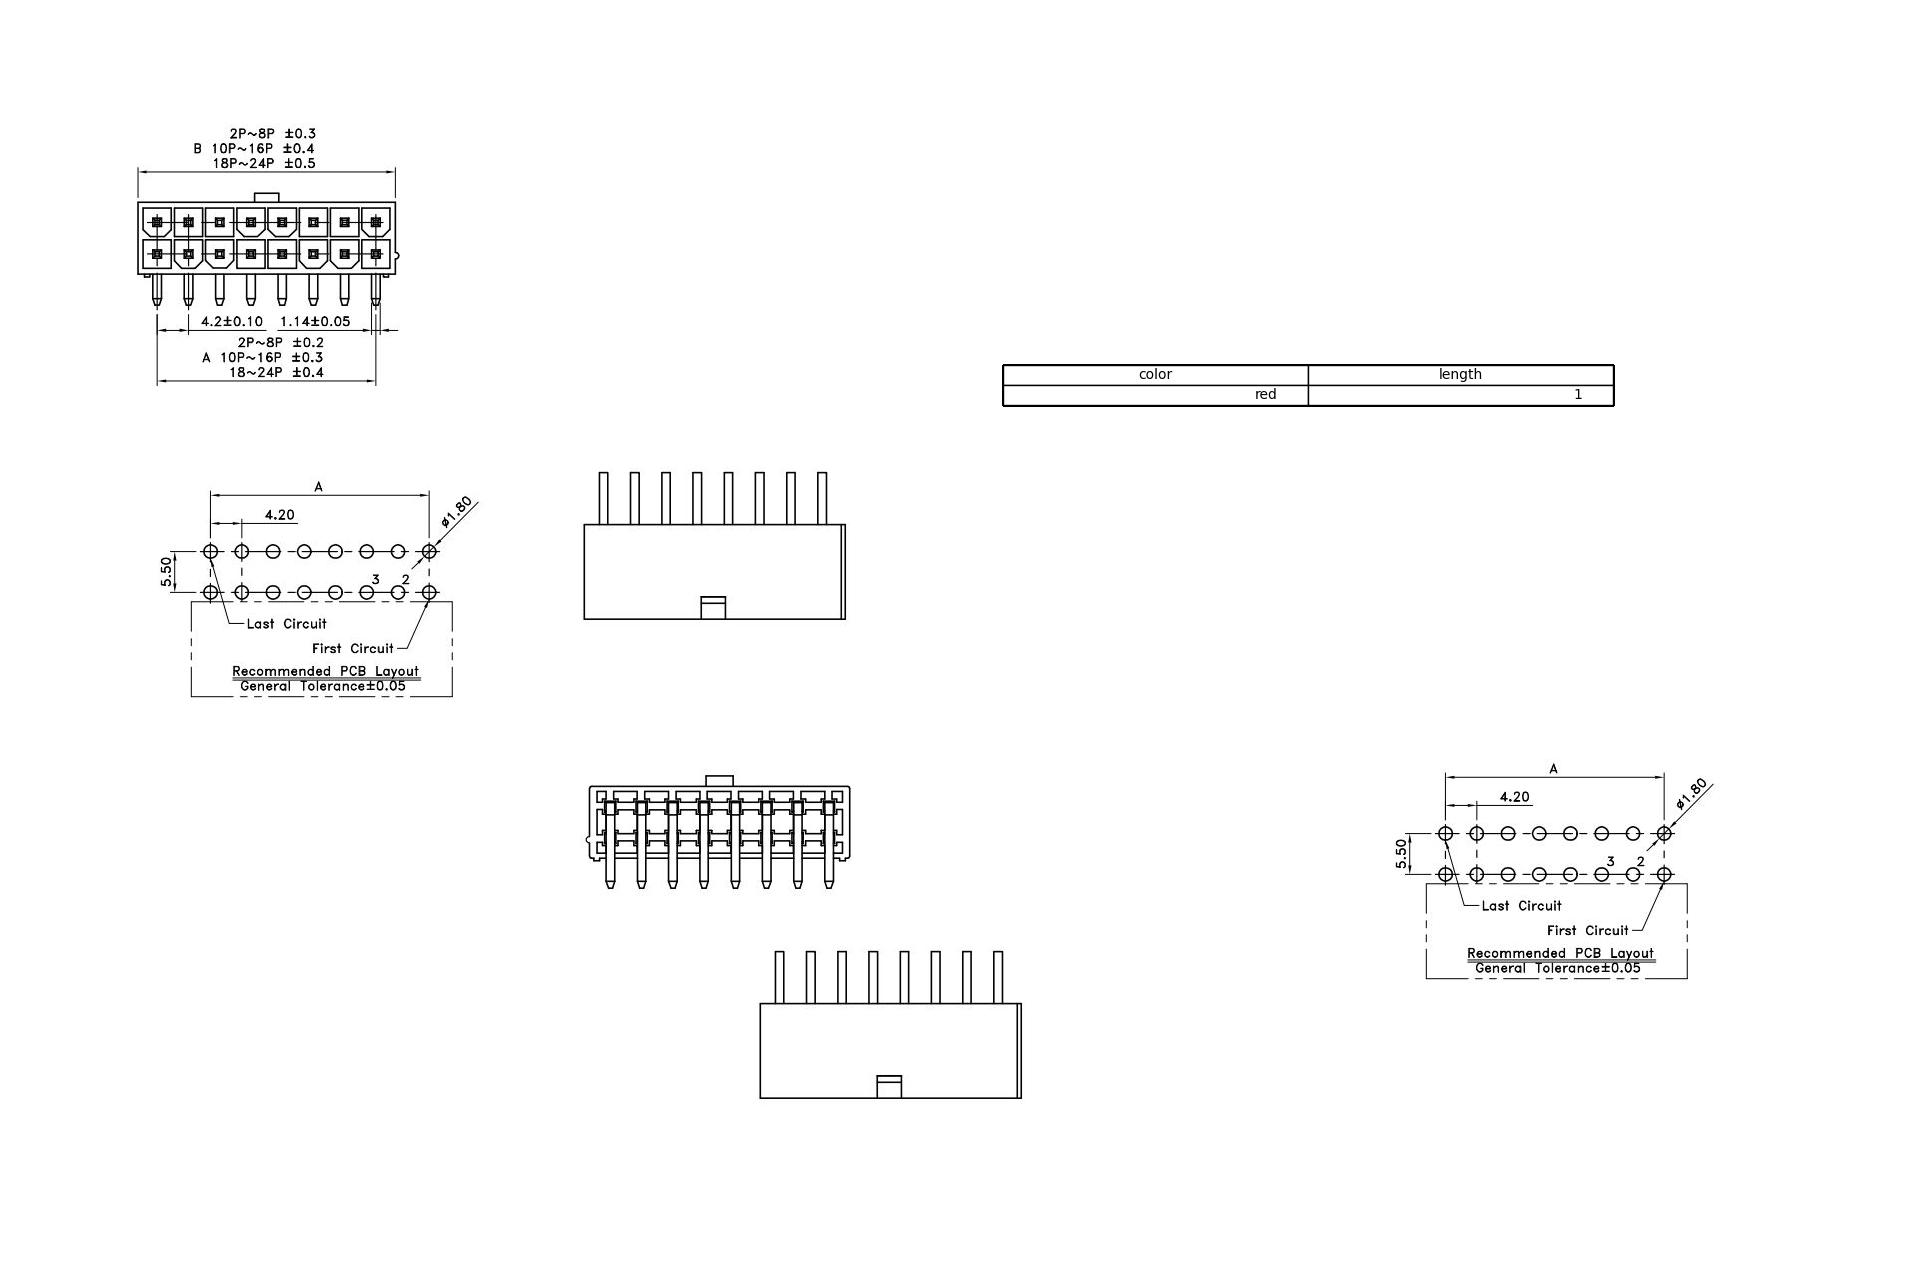 2P~8P ±0.3
B 10P~16P ±0.4
18P~24P ±0.5
4.2±0.10 1.14±0.05
2P~8P ±0.2
A 10P~16P ±0.3
18~24P ±0.4
color length
red 1
A
4.20
ø1.80
5.50
3 2
Last Circuit
First Circuit
Recommended PCB Layout
General Tolerance±0.05
A
4.20
ø1.80
5.50
3 2
Last Circuit
First Circuit
Recommended PCB Layout
General Tolerance±0.05